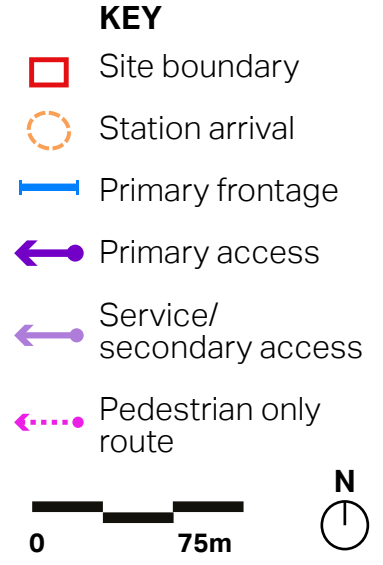 KEY
Site boundary
Station arrival
Primary frontage
Primary access
Service/
secondary access
Pedestrian only
route
N
0 75m